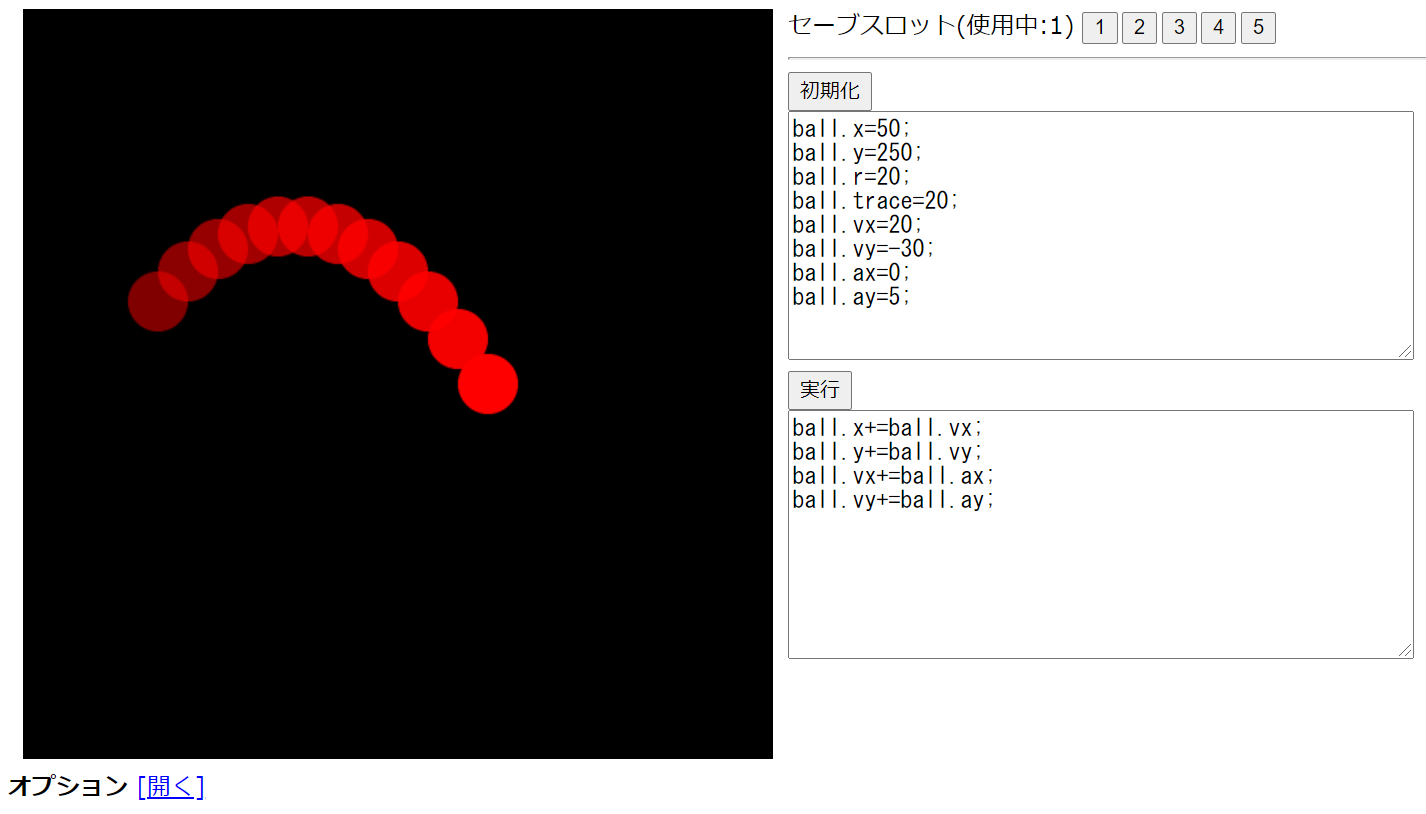 セーブスロット(使用中:1) 1 2 3 4 5
初期化
ball.x=50;
ball.y=250;
ball.r=20;
ball.trace=20;
ball.vx=20;
ball.vy=-30;
ball.ax=0;
ball.ay=5;
実行
ball.x+=ball.vx;
ball.y+=ball.vy;
ball.vx+=ball.ax;
ball.vy+=ball.ay;
オプション [開く]